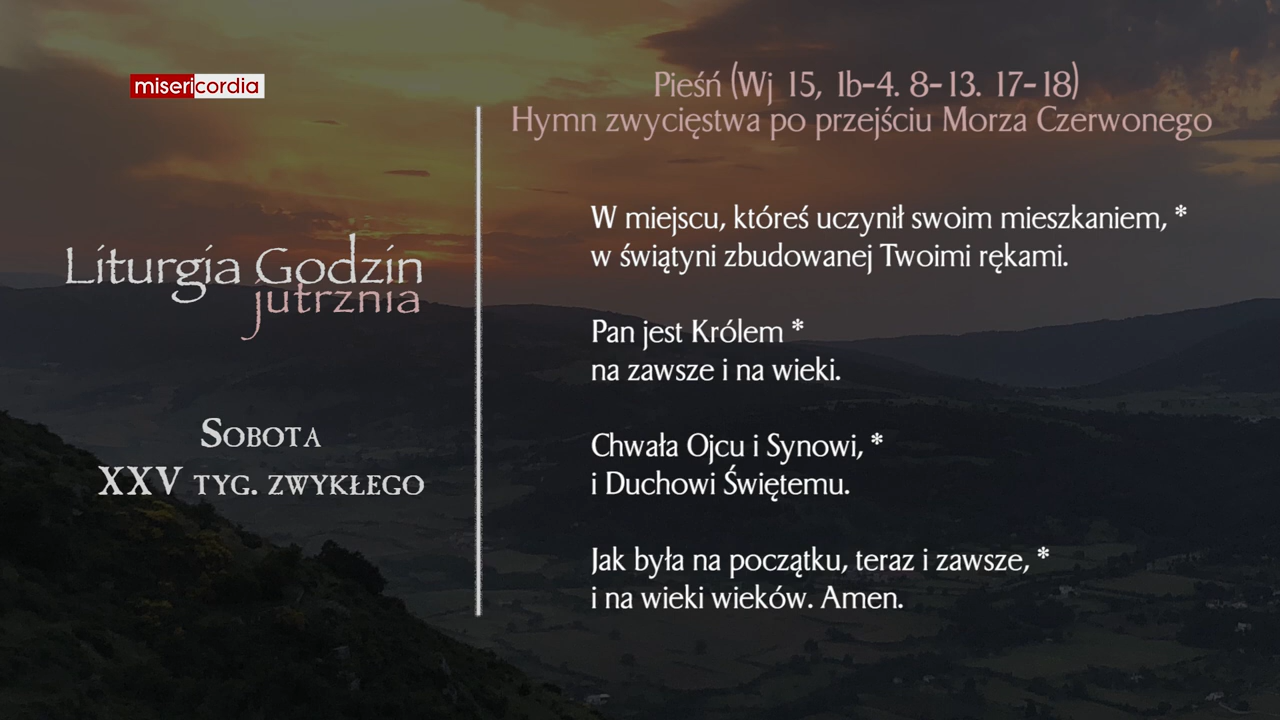 misericordia
Liturgia Godzin
jutrznia
Sobota
XXV tyg. zwykłego
Pieśń (Wj 15, 1b-4. 8-13. 17-18)
Hymn zwycięstwa po przejściu Morza Czerwonego
W miejscu, któreś uczynił swoim mieszkaniem, *
w świątyni zbudowanej Twoimi rękami.
Pan jest Królem *
na zawsze i na wieki.
Chwała Ojcu i Synowi, *
i Duchowi Świętemu.
Jak była na początku, teraz i zawsze, *
i na wieki wieków. Amen.